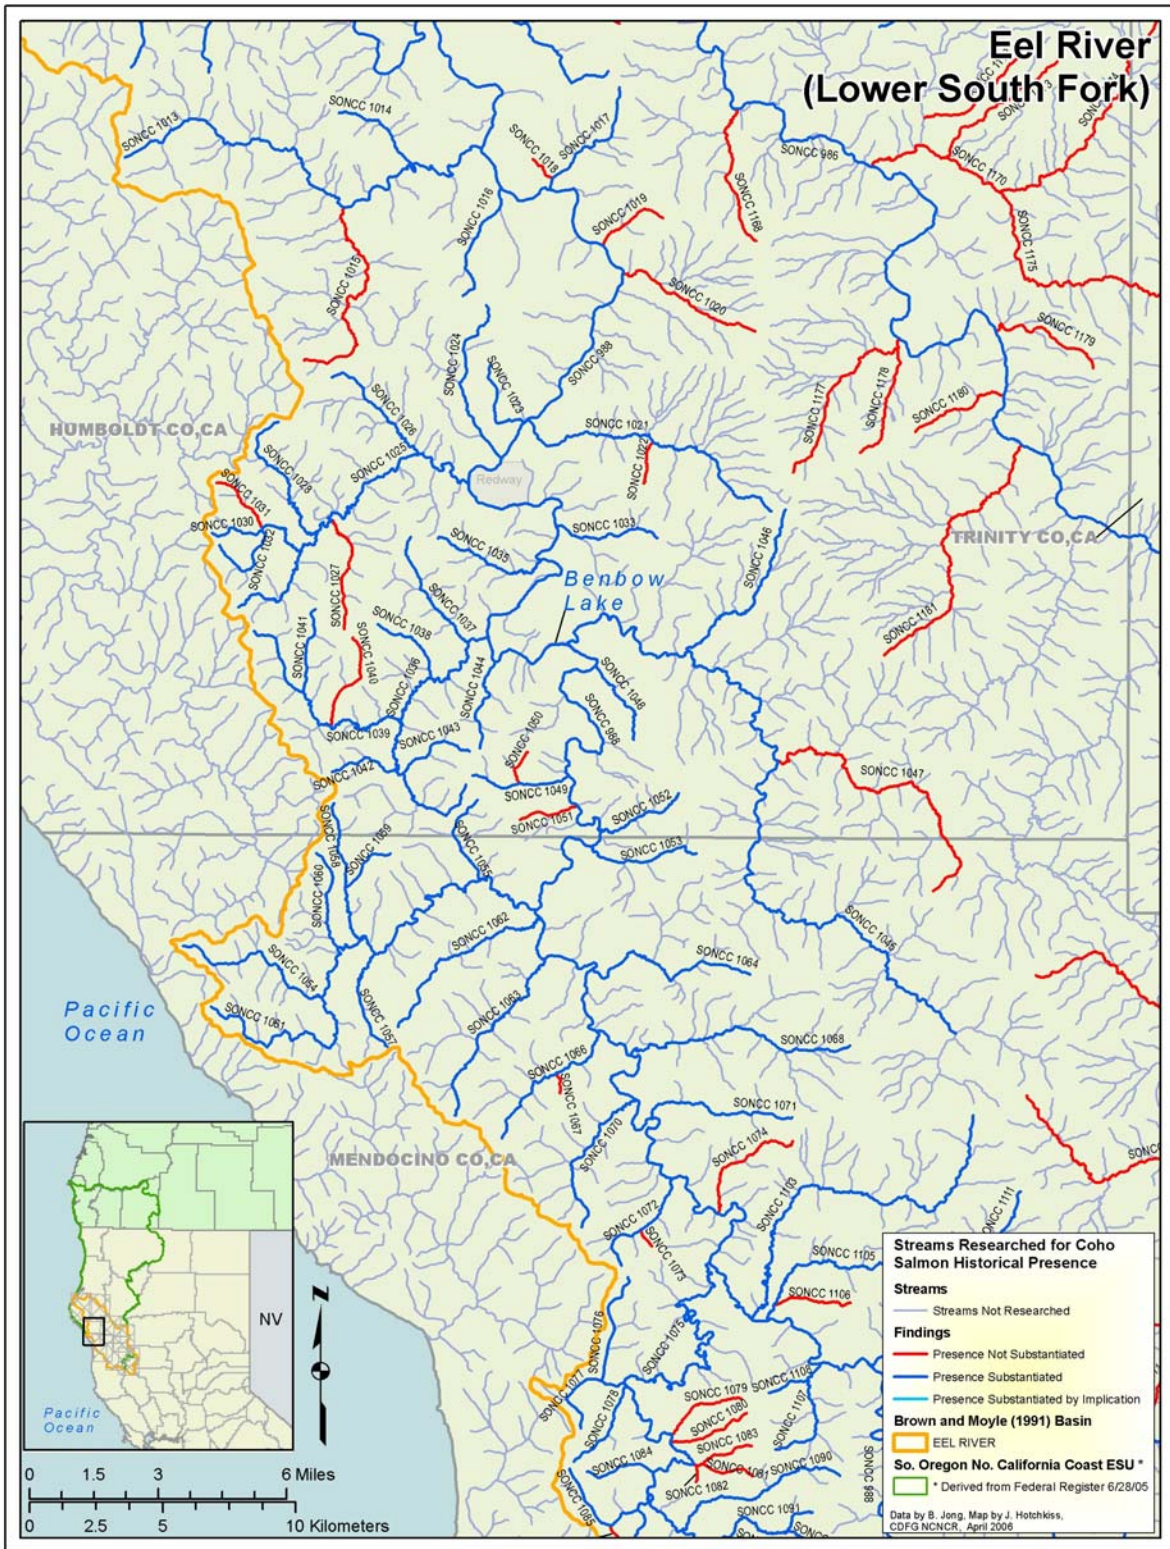 Eel River
(Lower South Fork)
SONCC 1013
SONCC 1014
SONCC 1018
SONCC 1017
SONCC 986
SONCC 1170
SONCC 1016
SONCC 1019
SONCC 1168
SONCC 1175
SONCC 1015
SONCC 1020
SONCC 1179
SONCC 1024
SONCC 988
SONCC 1023
SONCC 1177
SONCC 1178
SONCC 1180
SONCC 1026
HUMBOLDT CO,CA
SONCC 1021
SONCC 1025
SONCC 1022
Redway
SONCC 1028
SONCC 1031
SONCC 1030
SONCC 1032
SONCC 1033
SONCC 1035
SONCC 1046
TRINITY CO,CA
SONCC 1027
Benbow
Lake
SONCC 1037
SONCC 1038
SONCC 1041
SONCC 1040
SONCC 1036
SONCC 1044
SONCC 1181
SONCC 1048
SONCC 988
SONCC 1039
SONCC 1043
SONCC 1050
SONCC 1042
SONCC 1047
SONCC 1049
SONCC 1051
SONCC 1052
SONCC 1058
SONCC 1059
SONCC 1053
SONCC 1055
SONCC 1060
SONCC 1062
SONCC 1045
SONCC 1064
SONCC 1054
SONCC 1061
SONCC 1063
SONCC 1057
Pacific
Ocean
SONCC 1068
SONCC 1066
SONCC 1067
SONCC 1071
SONCC 1070
SONCC 1074
MENDOCINO CO,CA
SONCC 1103
SONCC 1111
SONCC 1072
SONCC 1073
SONCC 1105
SONCC 1106
SONCC 1076
SONCC 1075
SONCC 1077
SONCC 1108
SONCC 1079
SONCC 1080
SONCC 1078
SONCC 1107
SONCC 1083
SONCC 1084
SONCC 1081
SONCC 1090
SONCC 1082
SONCC 988
SONCC 1085
SONCC 1091
NV
Pacific
Ocean
N
0 1.5 3 6 Miles
0 2.5 5 10 Kilometers
Streams Researched for Coho
Salmon Historical Presence
Streams
Streams Not Researched
Findings
Presence Not Substantiated
Presence Substantiated
Presence Substantiated by Implication
Brown and Moyle (1991) Basin
EEL RIVER
So. Oregon No. California Coast ESU *
* Derived from Federal Register 6/28/05
Data by B. Jong, Map by J. Hotchkiss,
CDFG NCNCR, April 2006